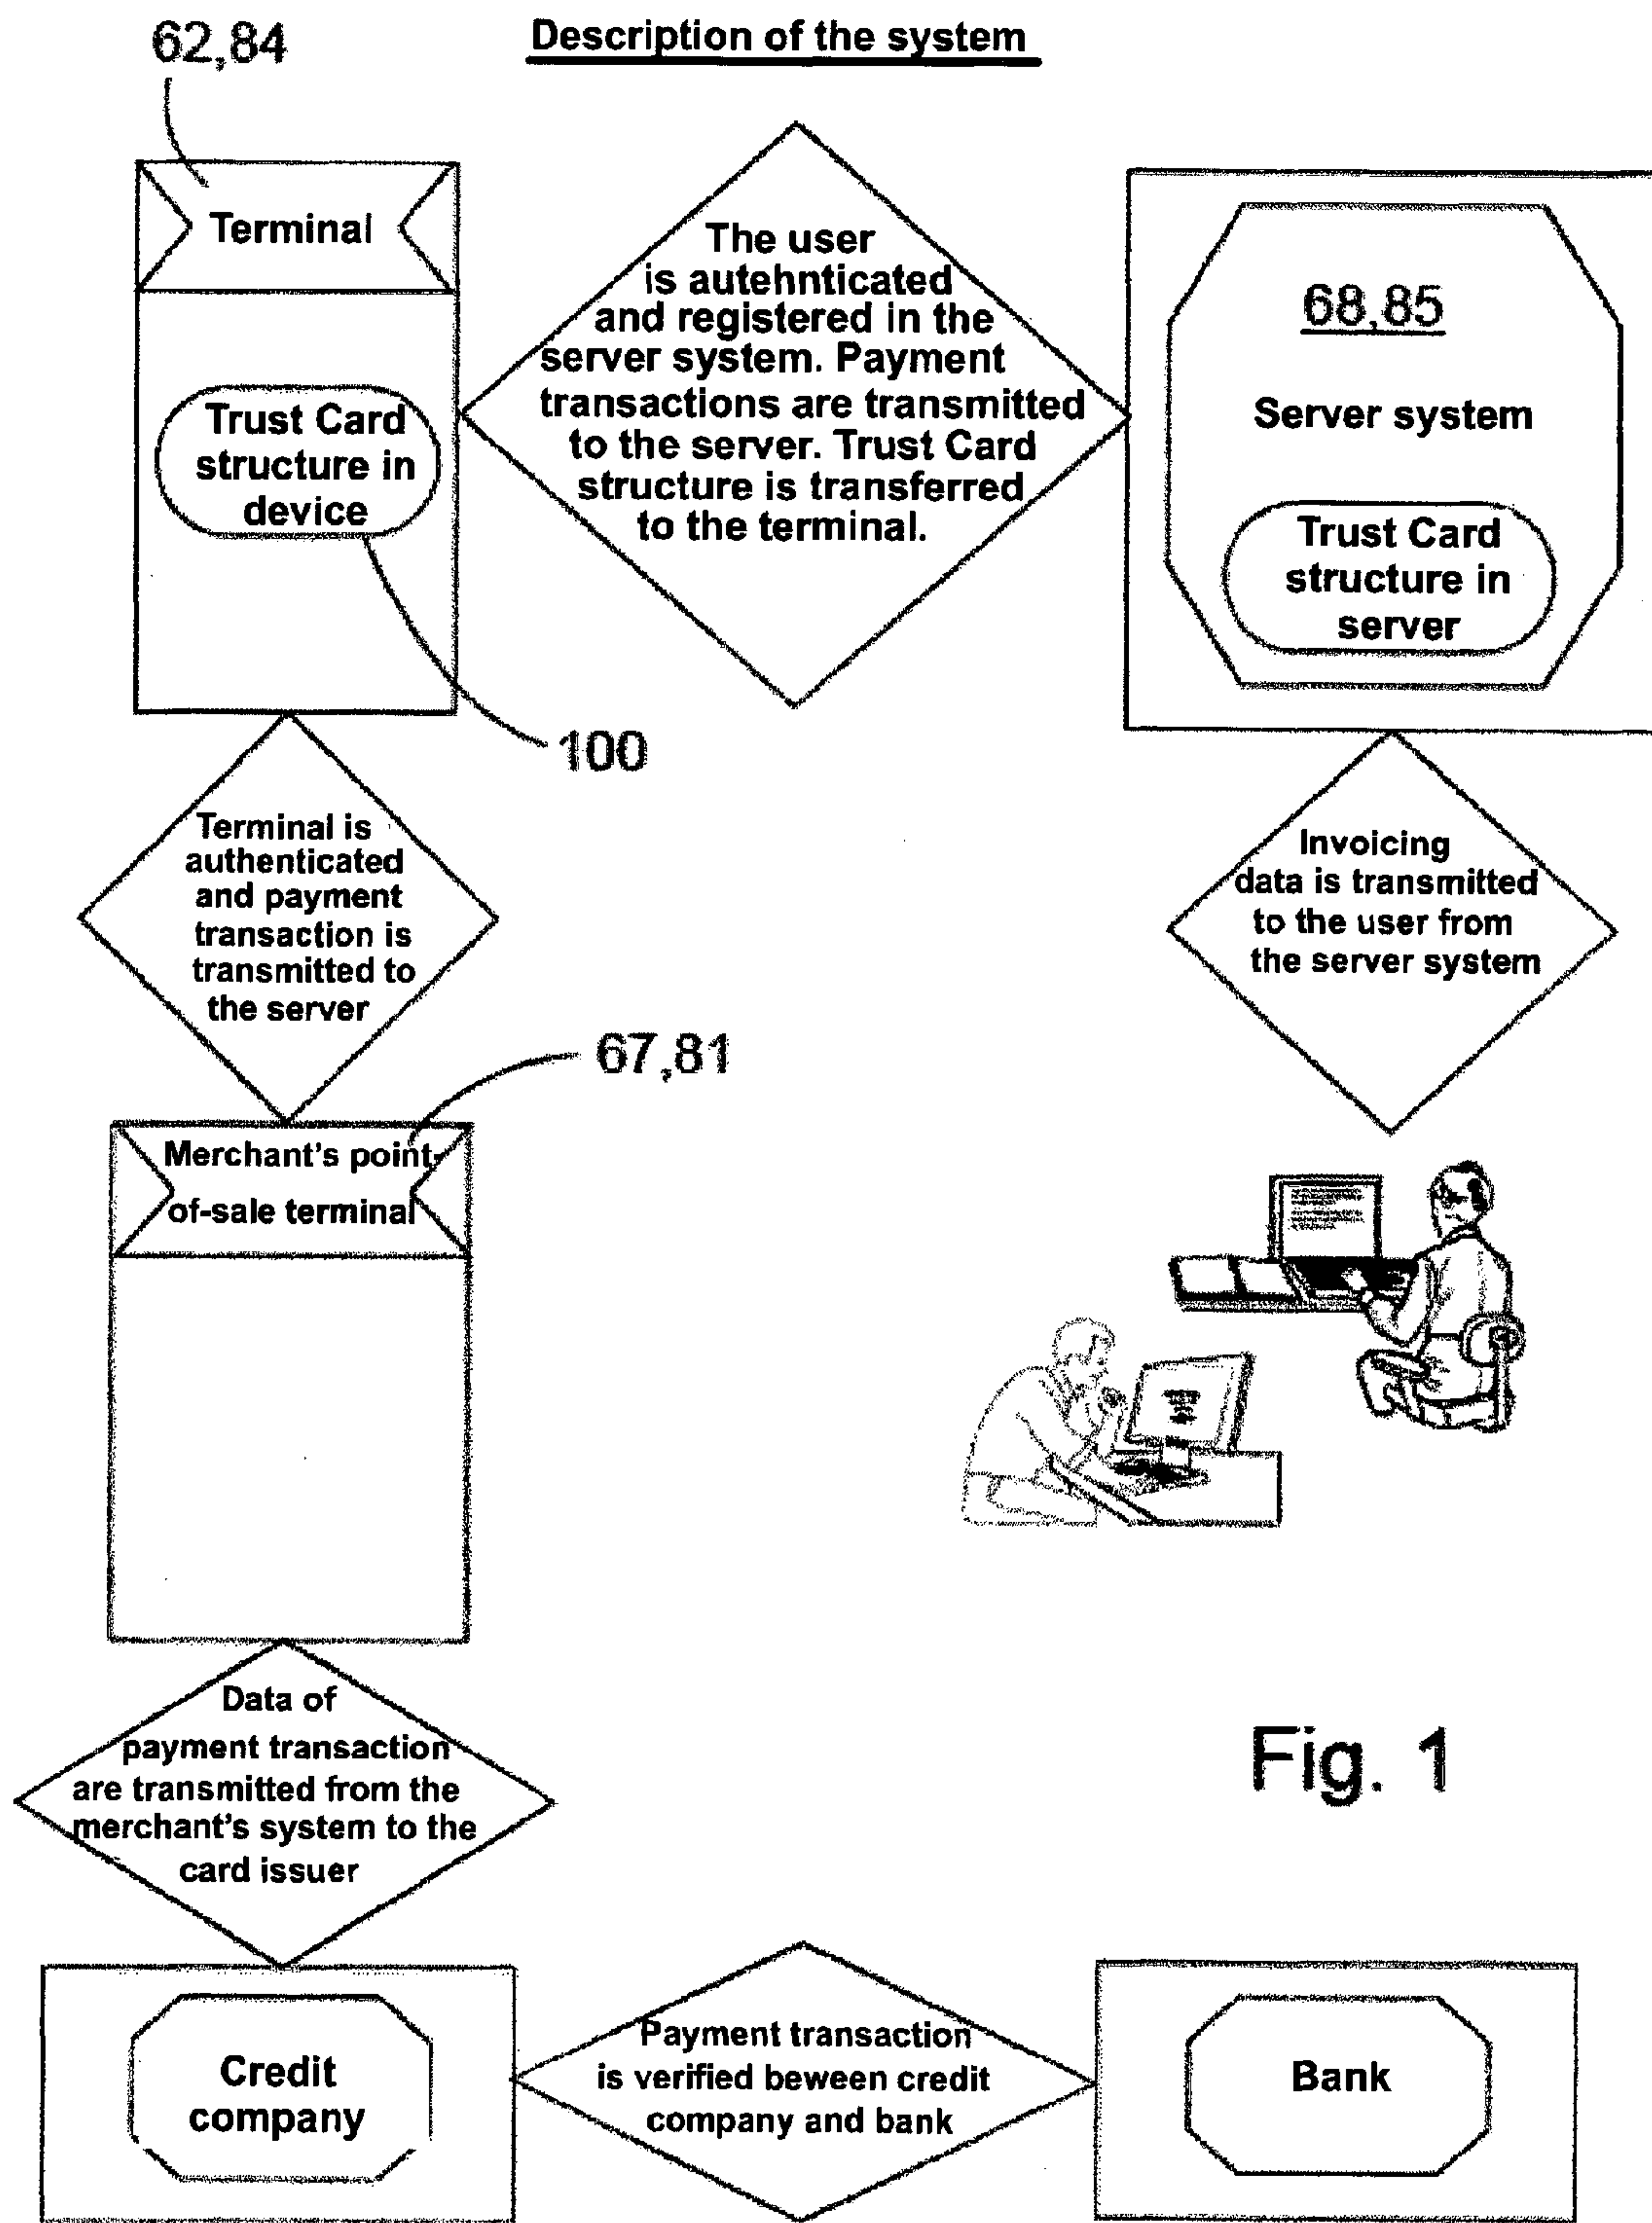 Description of the system
62,84
Terminal
Trust Card
structure in
device
100
The user
is autehnticated
and registered in the
server system. Payment
transactions are transmitted
to the server. Trust Card
structure is transferred
to the terminal.
68,85
Server system
Trust Card
structure in
server
Terminal is
authenticated
and payment
transaction is
transmitted to
the server
Invoicing
data is transmitted
to the user from
the server system
67,81
Merchant's point-
of-sale terminal
Data of
payment transaction
are transmitted from the
merchant's system to the
card issuer
Fig. 1
Credit
company
Payment transaction
is verified beween credit
company and bank
Bank